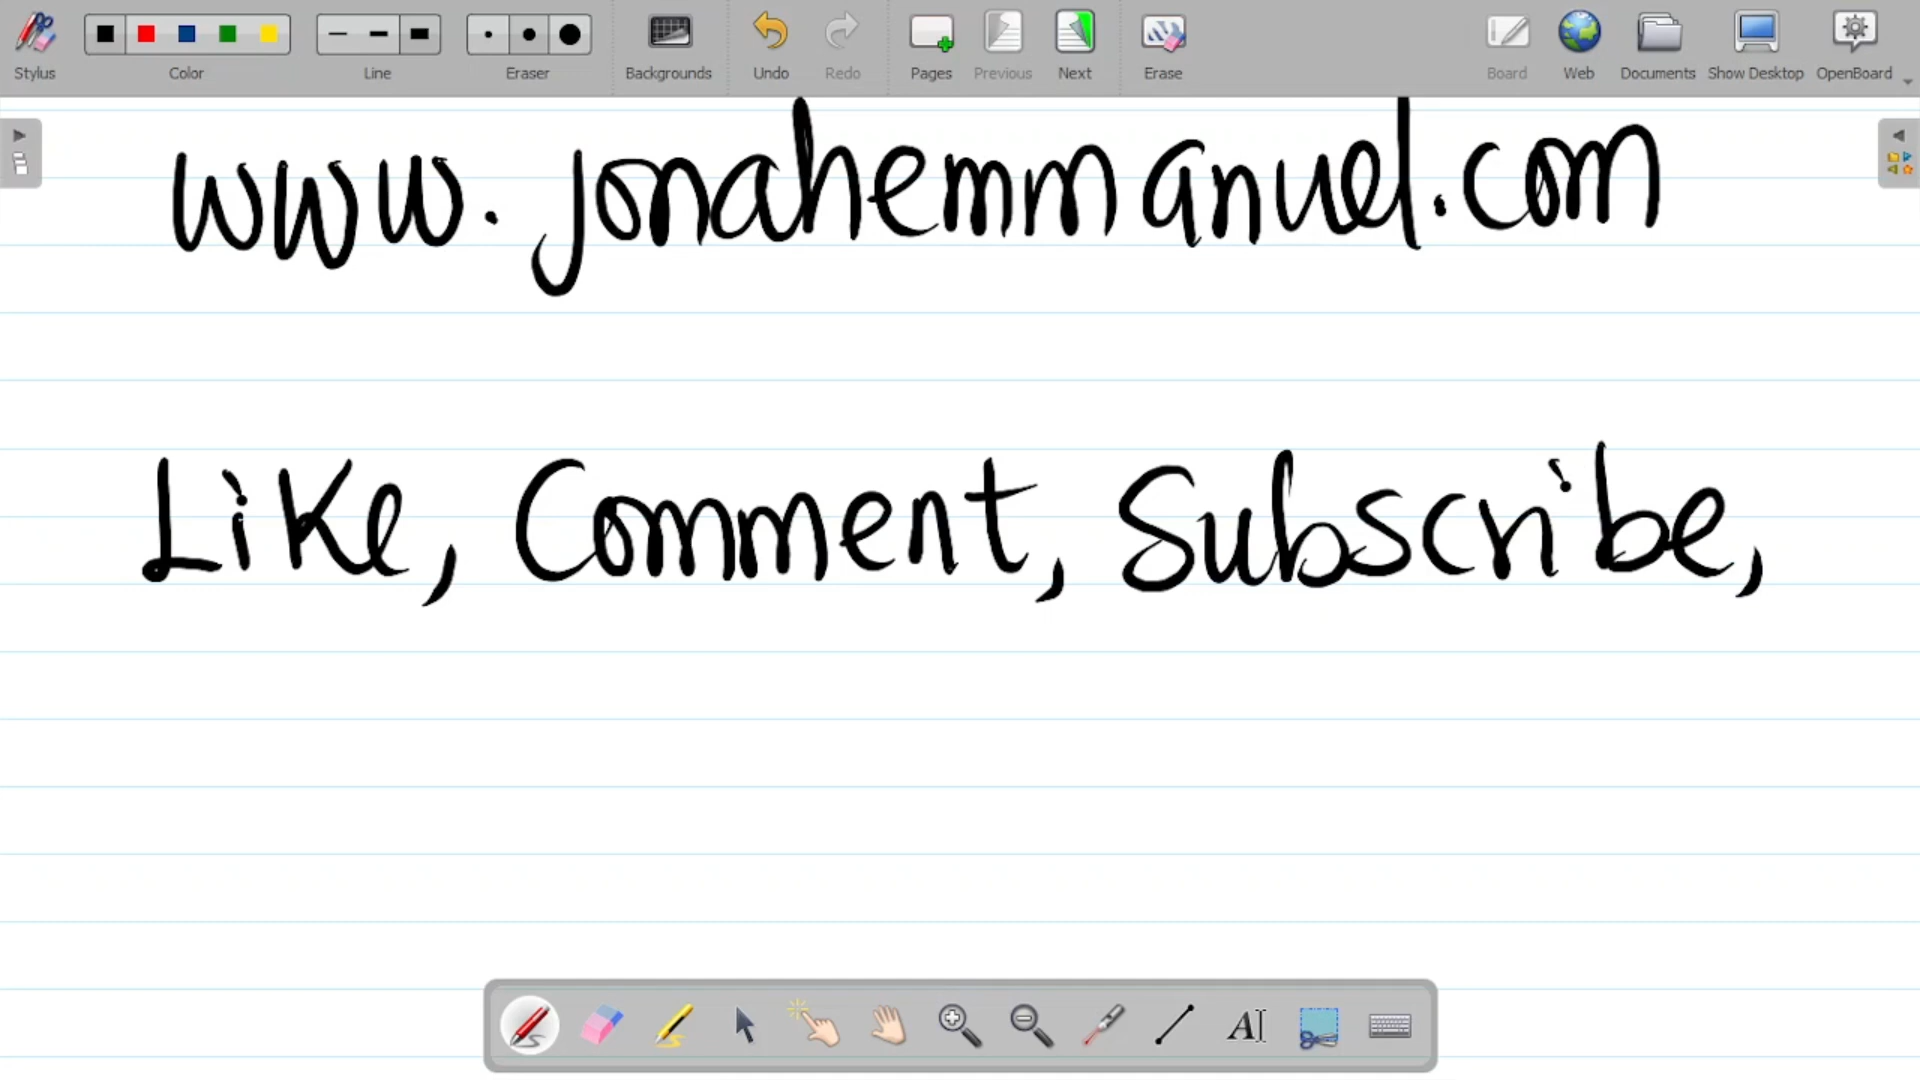 Stylus Color Line Eraser Backgrounds Undo Redo Pages Previous Next Erase Board Web Documents Show Desktop OpenBoard
www.jonahemmanuel.com
Like, Comment, Subscribe,
AI